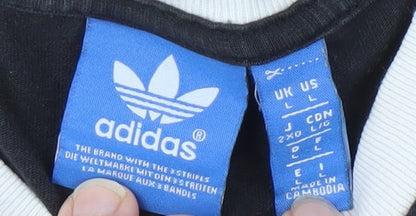 adidas®
THE BRAND WITH THE 3 STRIPES
DIE WELTMARKE MIT DEN 3 STREIFEN
LA MARQUE AUX 3 BANDES
UK US
L L
J CDN
2XO L/G
D F
L L
E I
L L
MADE IN
CAMBODIA